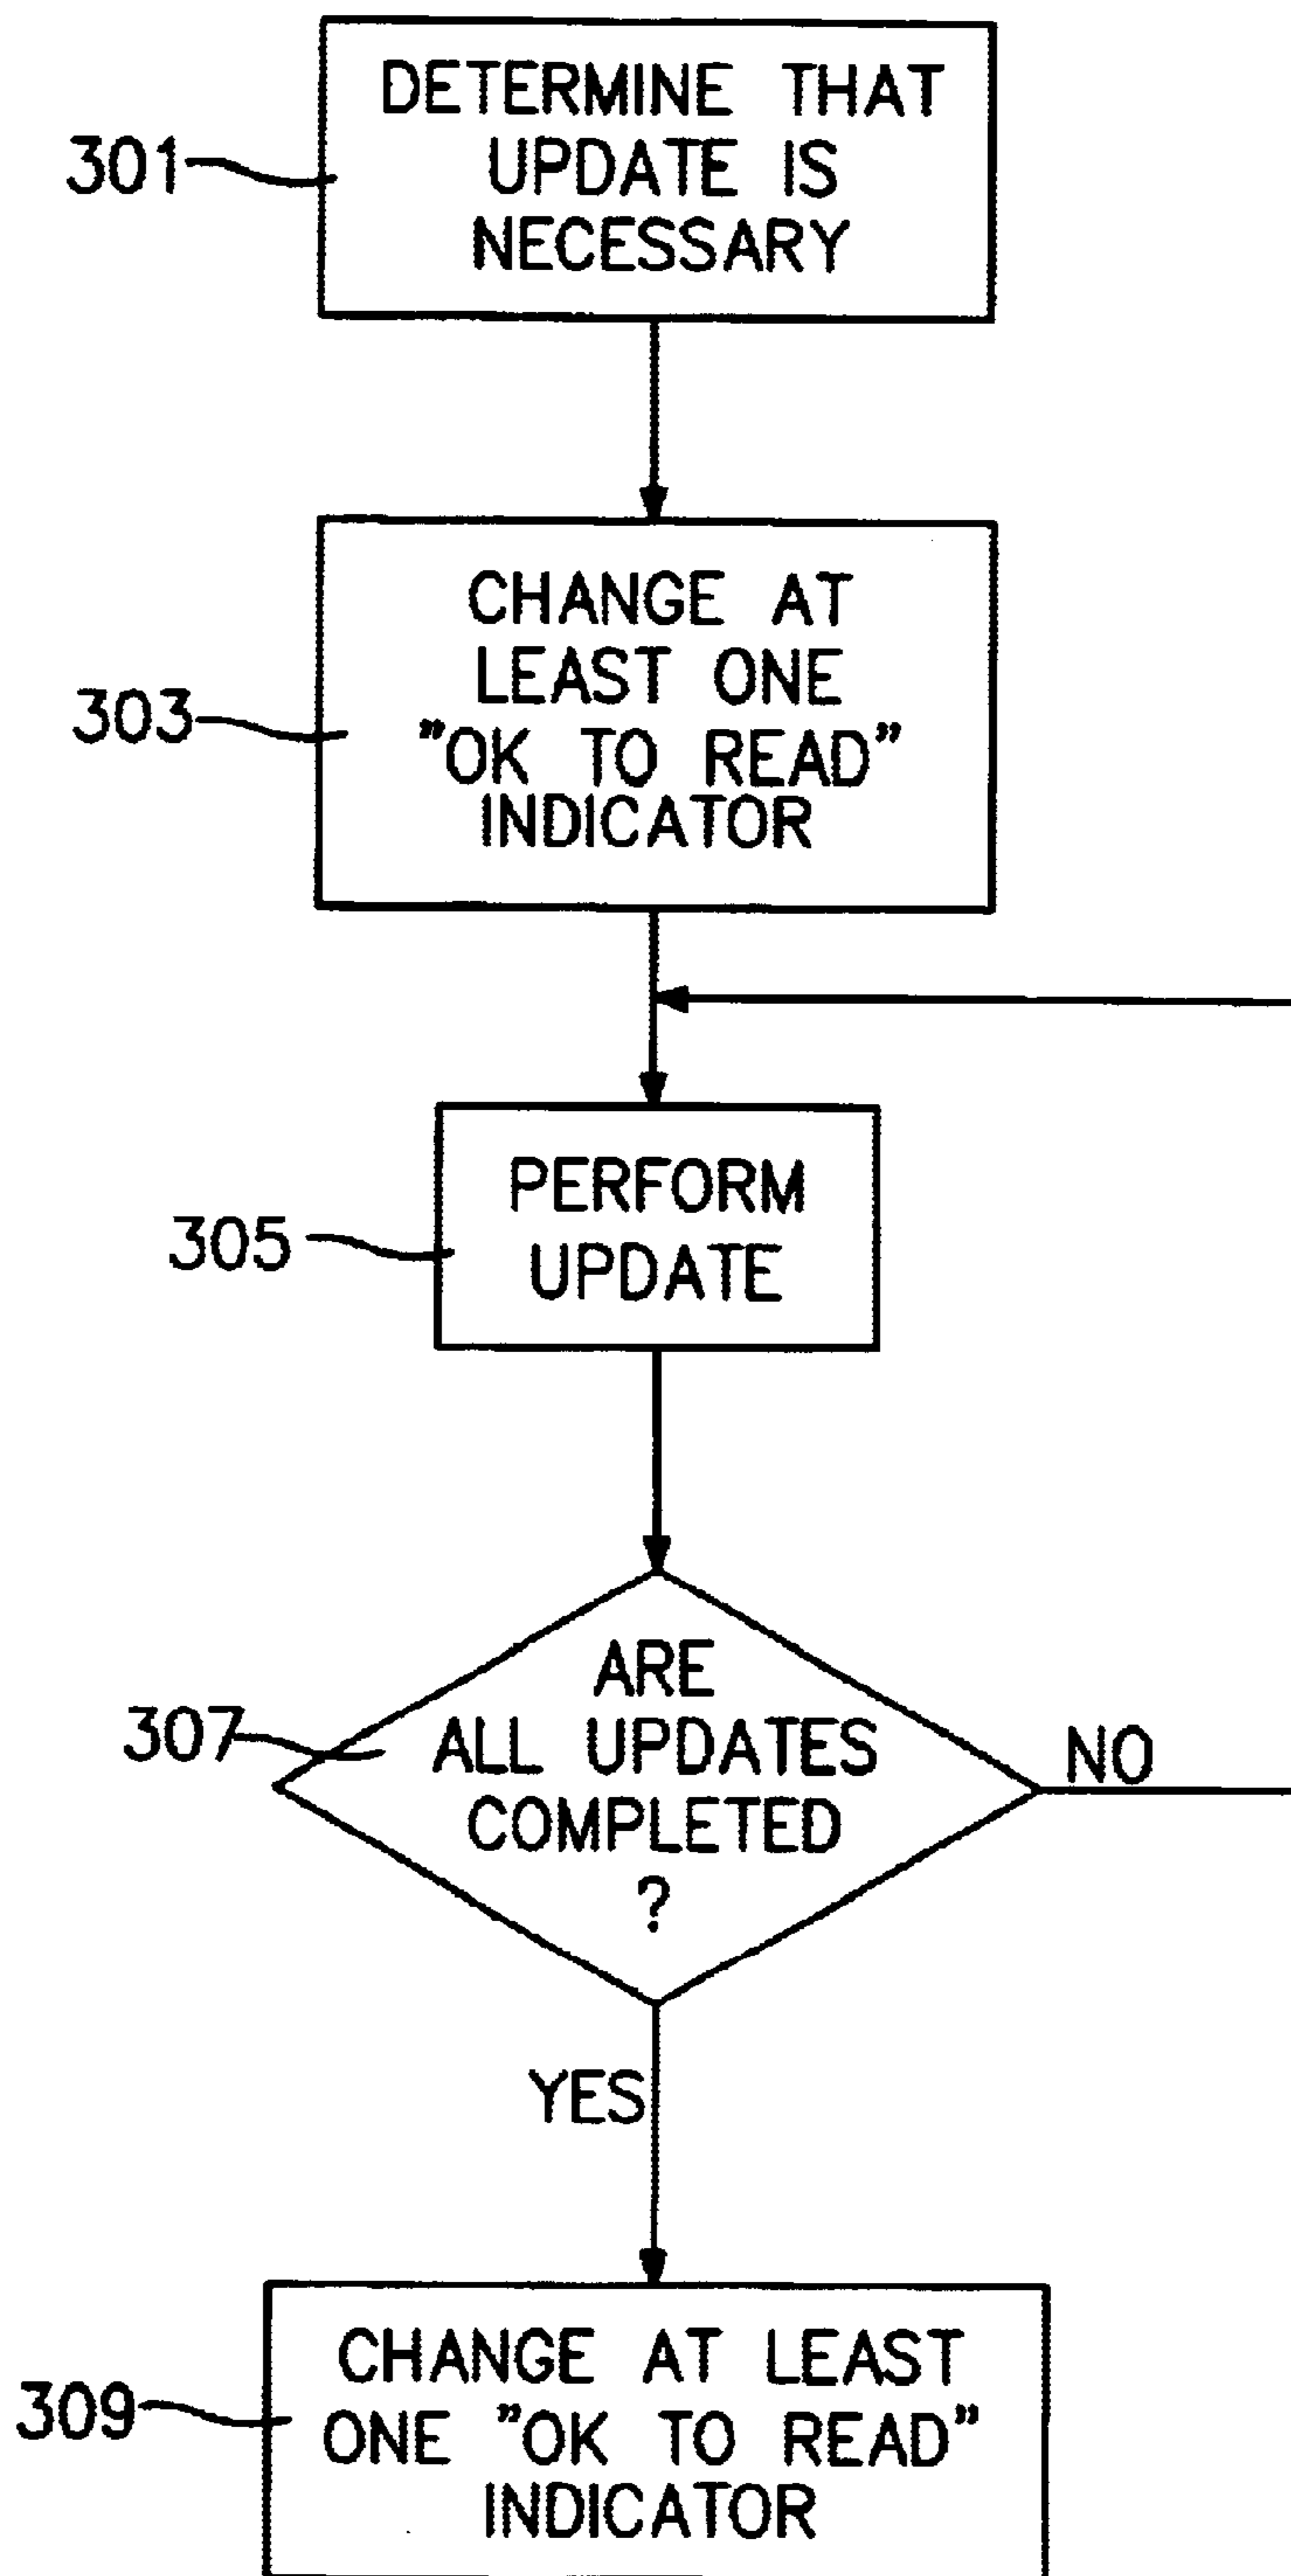 301
DETERMINE THAT
UPDATE IS
NECESSARY
303
CHANGE AT
LEAST ONE
"OK TO READ"
INDICATOR
305
PERFORM
UPDATE
307
ARE
ALL UPDATES
COMPLETED
?
NO
YES
309
CHANGE AT LEAST
ONE "OK TO READ"
INDICATOR